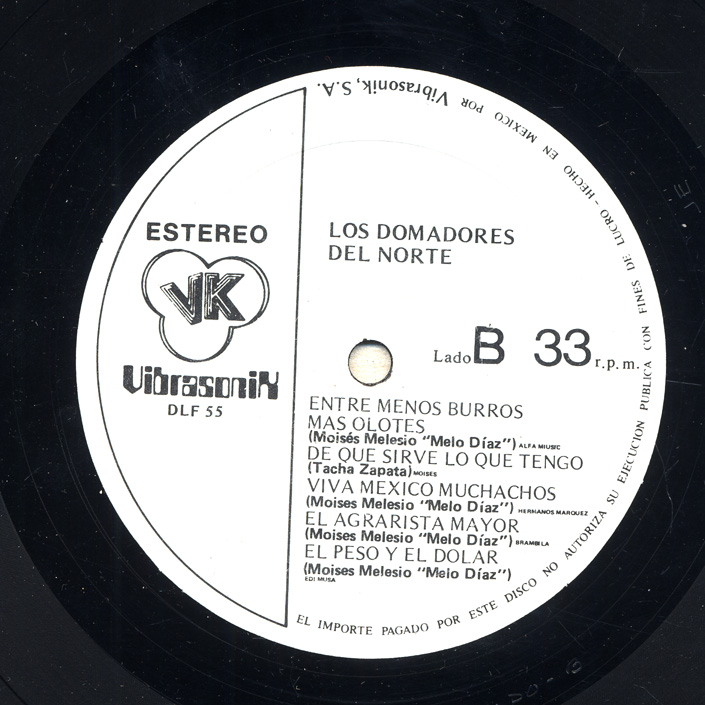 ESTEREO
VK
Vibrasonik
DLF 55
LOS DOMADORES
DEL NORTE
Lado B 33 r.p.m.
ENTRE MENOS BURROS
MAS OLOTES
(Moisés Melesio "Melo Díaz") ALFA MIUSIC
DE QUE SIRVE LO QUE TENGO
(Tacha Zapata) MOISES
VIVA MEXICO MUCHACHOS
(Moises Melesio "Melo Díaz") HERMANOS MARQUEZ
EL AGRARISTA MAYOR
(Moises Melesio "Melo Díaz") BRAMBILA
EL PESO Y EL DOLAR
(Moises Melesio "Melo Díaz")
EDI MUSA
EL IMPORTE PAGADO POR ESTE DISCO NO AUTORIZA SU EJECUCION PUBLICA CON FINES DE LUCRO - HECHO EN MEXICO POR Vibrasonik, S.A.